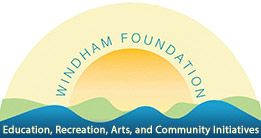 WINDHAM FOUNDATION
Education, Recreation, Arts, and Community Initiatives